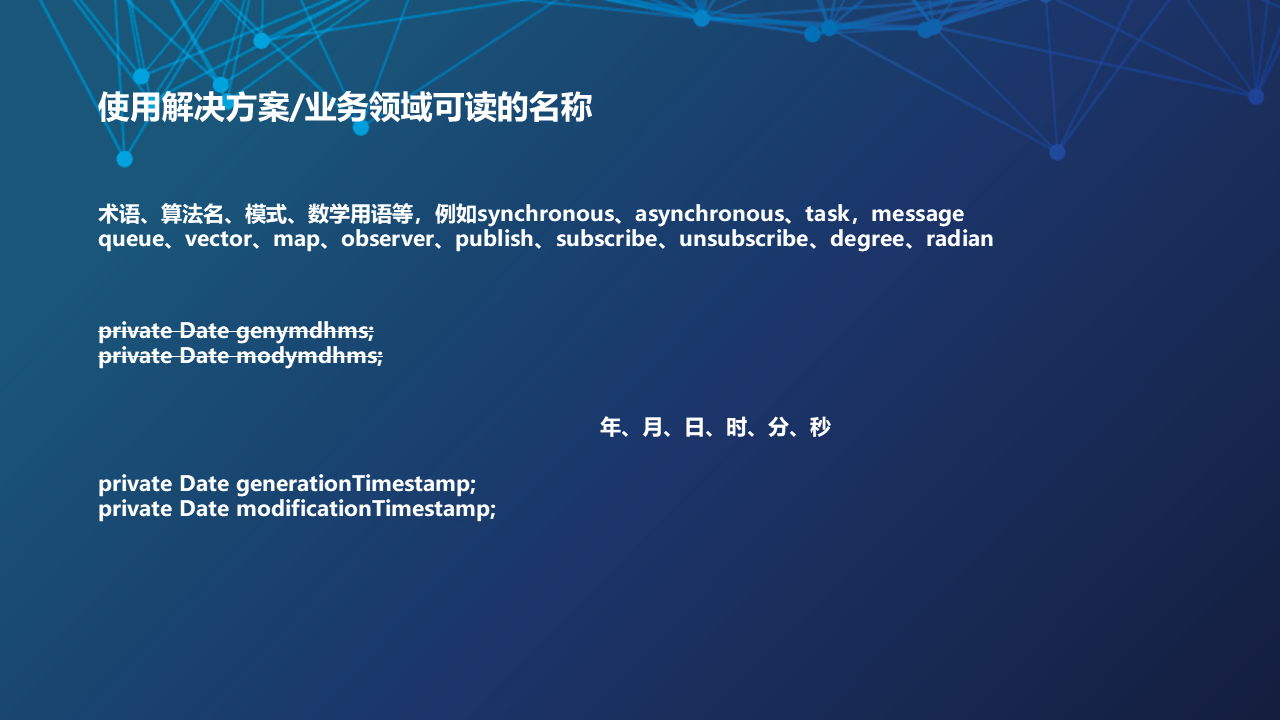 使用解决方案/业务领域可读的名称
术语、算法名、模式、数学用语等，例如synchronous、asynchronous、task，message
queue、vector、map、observer、publish、subscribe、unsubscribe、degree、radian
private Date genymdhms;
private Date modymdhms;
年、月、日、时、分、秒
private Date generationTimestamp;
private Date modificationTimestamp;